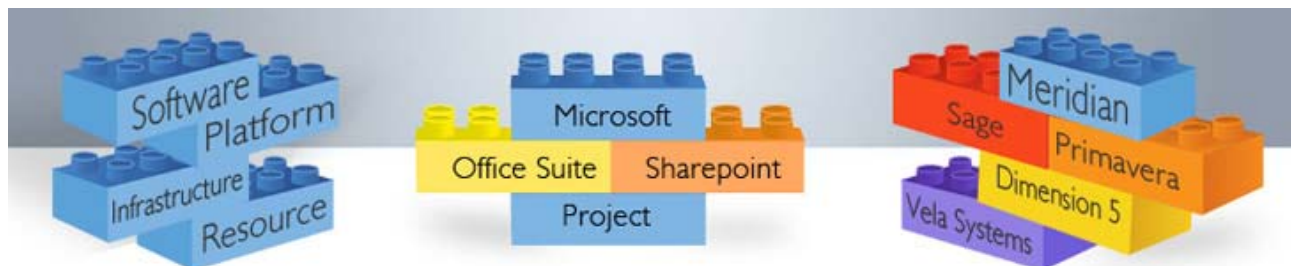 Software
Platform
Infrastructure
Resource
Microsoft
Office Suite
Sharepoint
Project
Meridian
Sage
Primavera
Dimension 5
Vela Systems